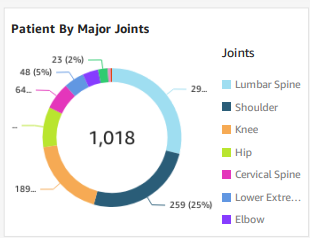 Patient By Major Joints
23 (2%)
48 (5%)
64...
...
189...
29...
259 (25%)
1,018
Joints
Lumbar Spine
Shoulder
Knee
Hip
Cervical Spine
Lower Extre...
Elbow